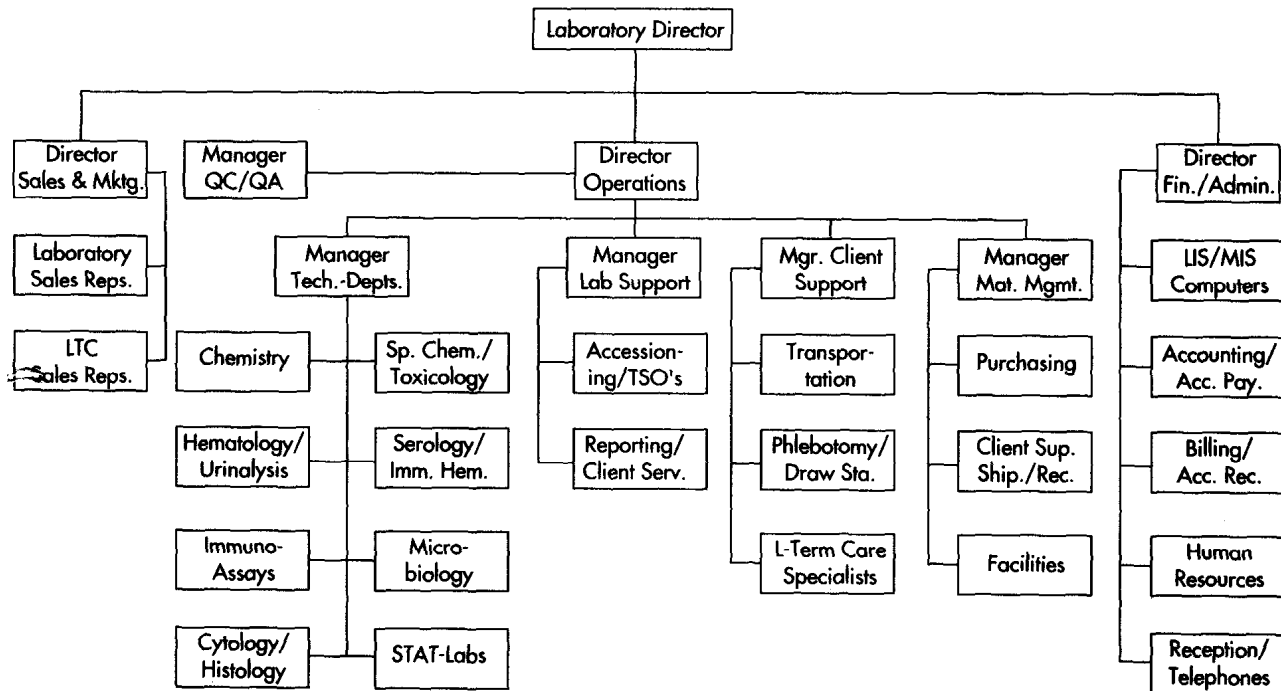 Laboratory Director
Director
Sales & Mktg.
Manager
QC/QA
Director
Operations
Director
Fin./Admin.
Laboratory
Sales Reps.
LTC
Sales Reps.
Manager
Tech.-Depts.
Chemistry
Sp. Chem./
Toxicology
Hematology/
Urinalysis
Serology/
Imm. Hem.
Immuno-
Assays
Micro-
biology
Cytology/
Histology
STAT-Labs
Manager
Lab Support
Accession-
ing/TSO's
Reporting/
Client Serv.
Mgr. Client
Support
Transpor-
tation
Phlebotomy/
Draw Sta.
L-Term Care
Specialists
Manager
Mat. Mgmt.
Purchasing
Client Sup.
Ship./Rec.
Facilities
LIS/MIS
Computers
Accounting/
Acc. Pay.
Billing/
Acc. Rec.
Human
Resources
Reception/
Telephones